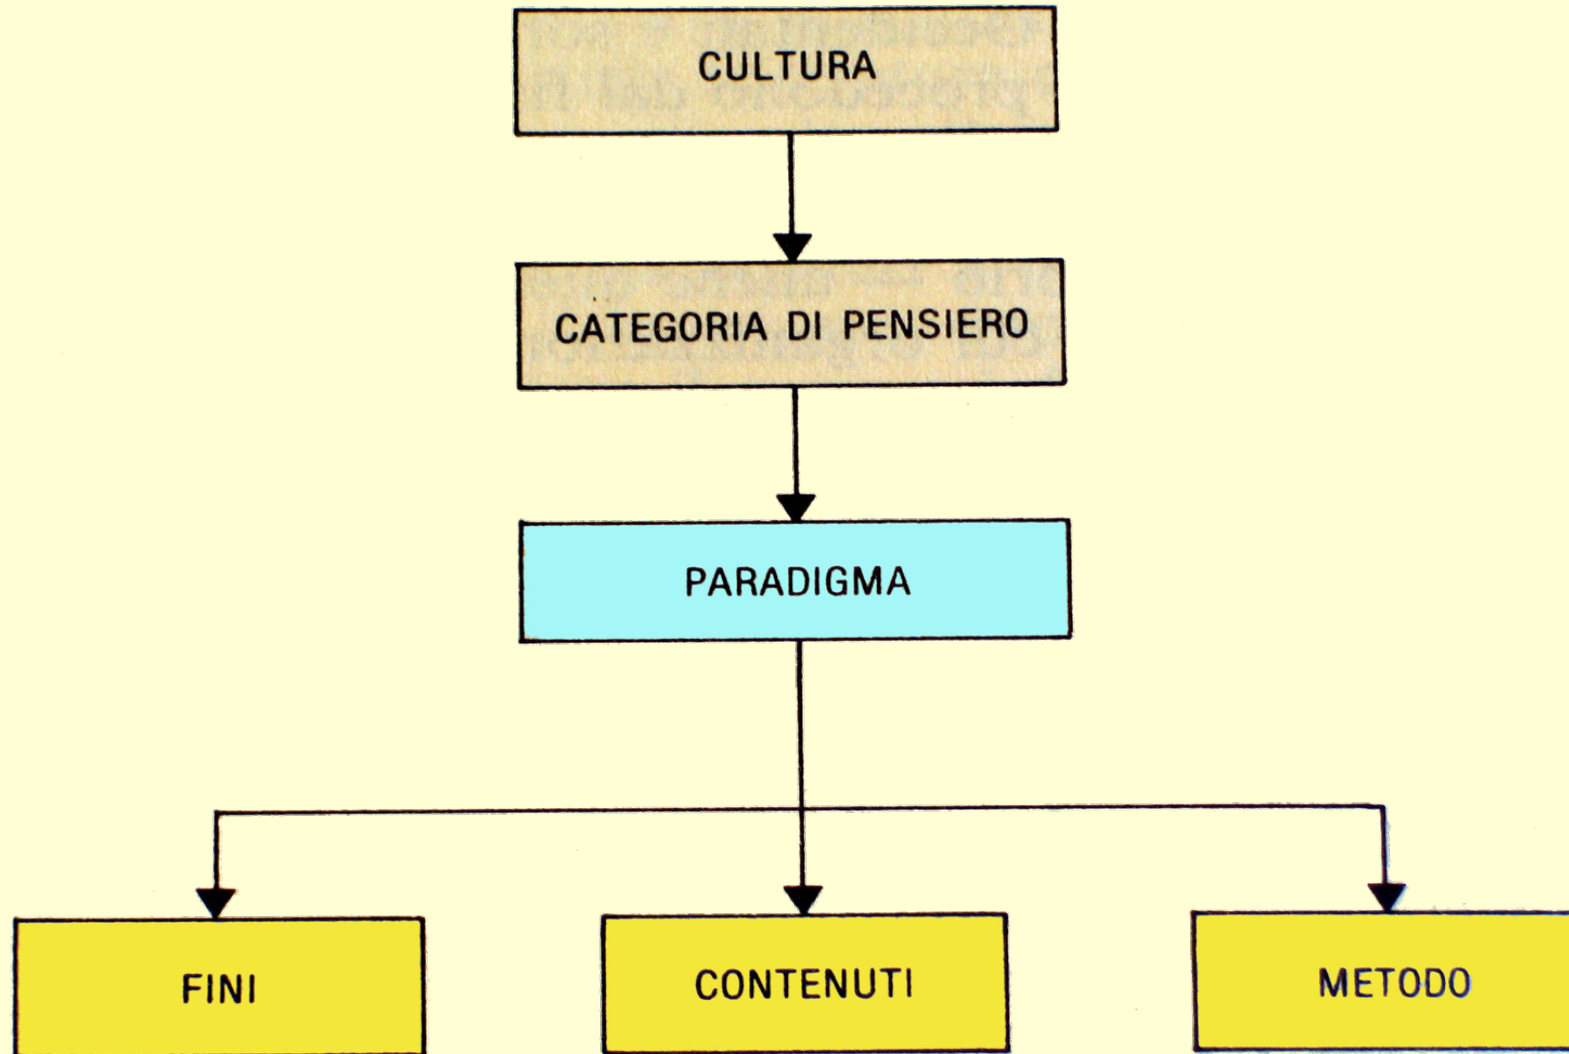 CULTURA
CATEGORIA DI PENSIERO
PARADIGMA
FINI
CONTENUTI
METODO